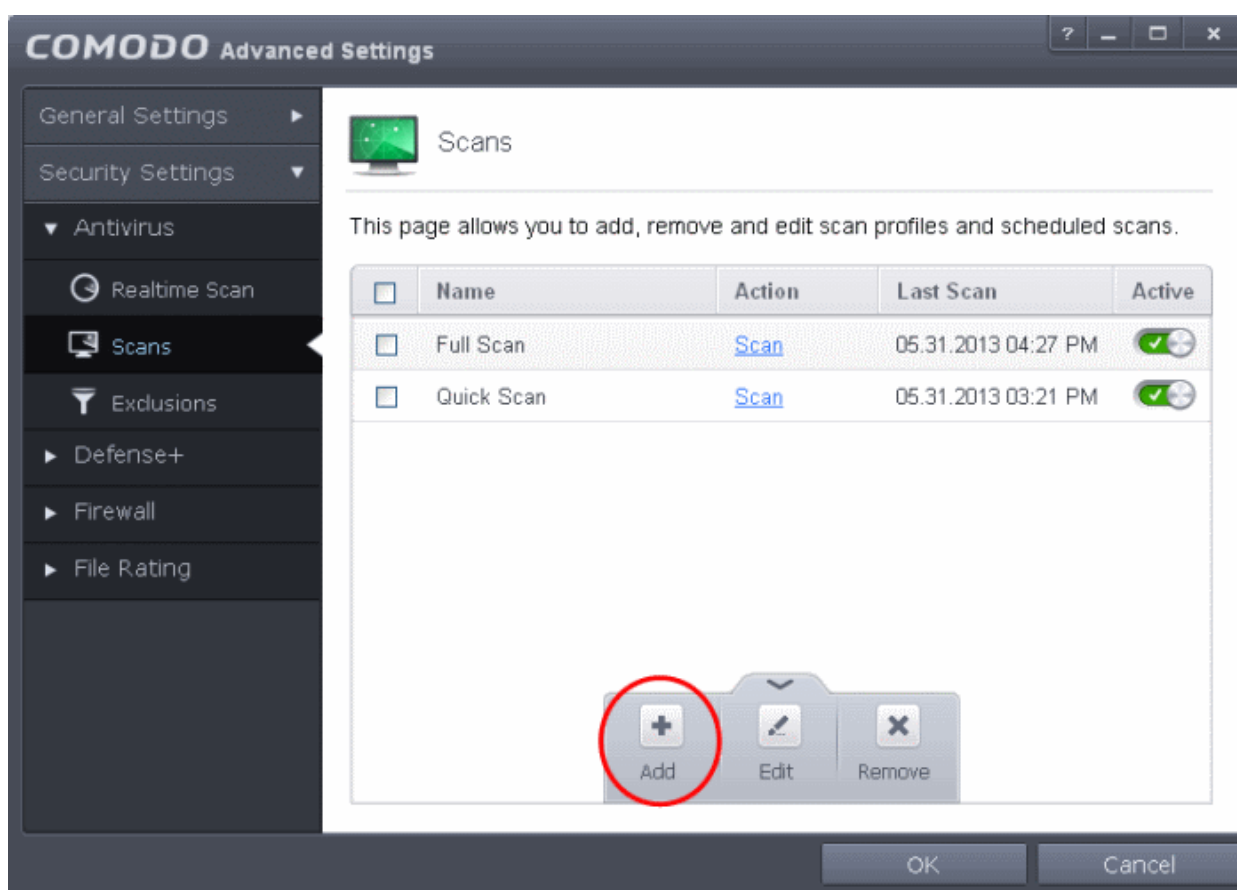 COMODO Advanced Settings
?
General Settings
Security Settings
Antivirus
Realtime Scan
Scans
Exclusions
Defense+
Firewall
File Rating
Scans
This page allows you to add, remove and edit scan profiles and scheduled scans.
Name Action Last Scan Active
Full Scan Scan 05.31.2013 04:27 PM
Quick Scan Scan 05.31.2013 03:21 PM
Add Edit Remove
OK Cancel